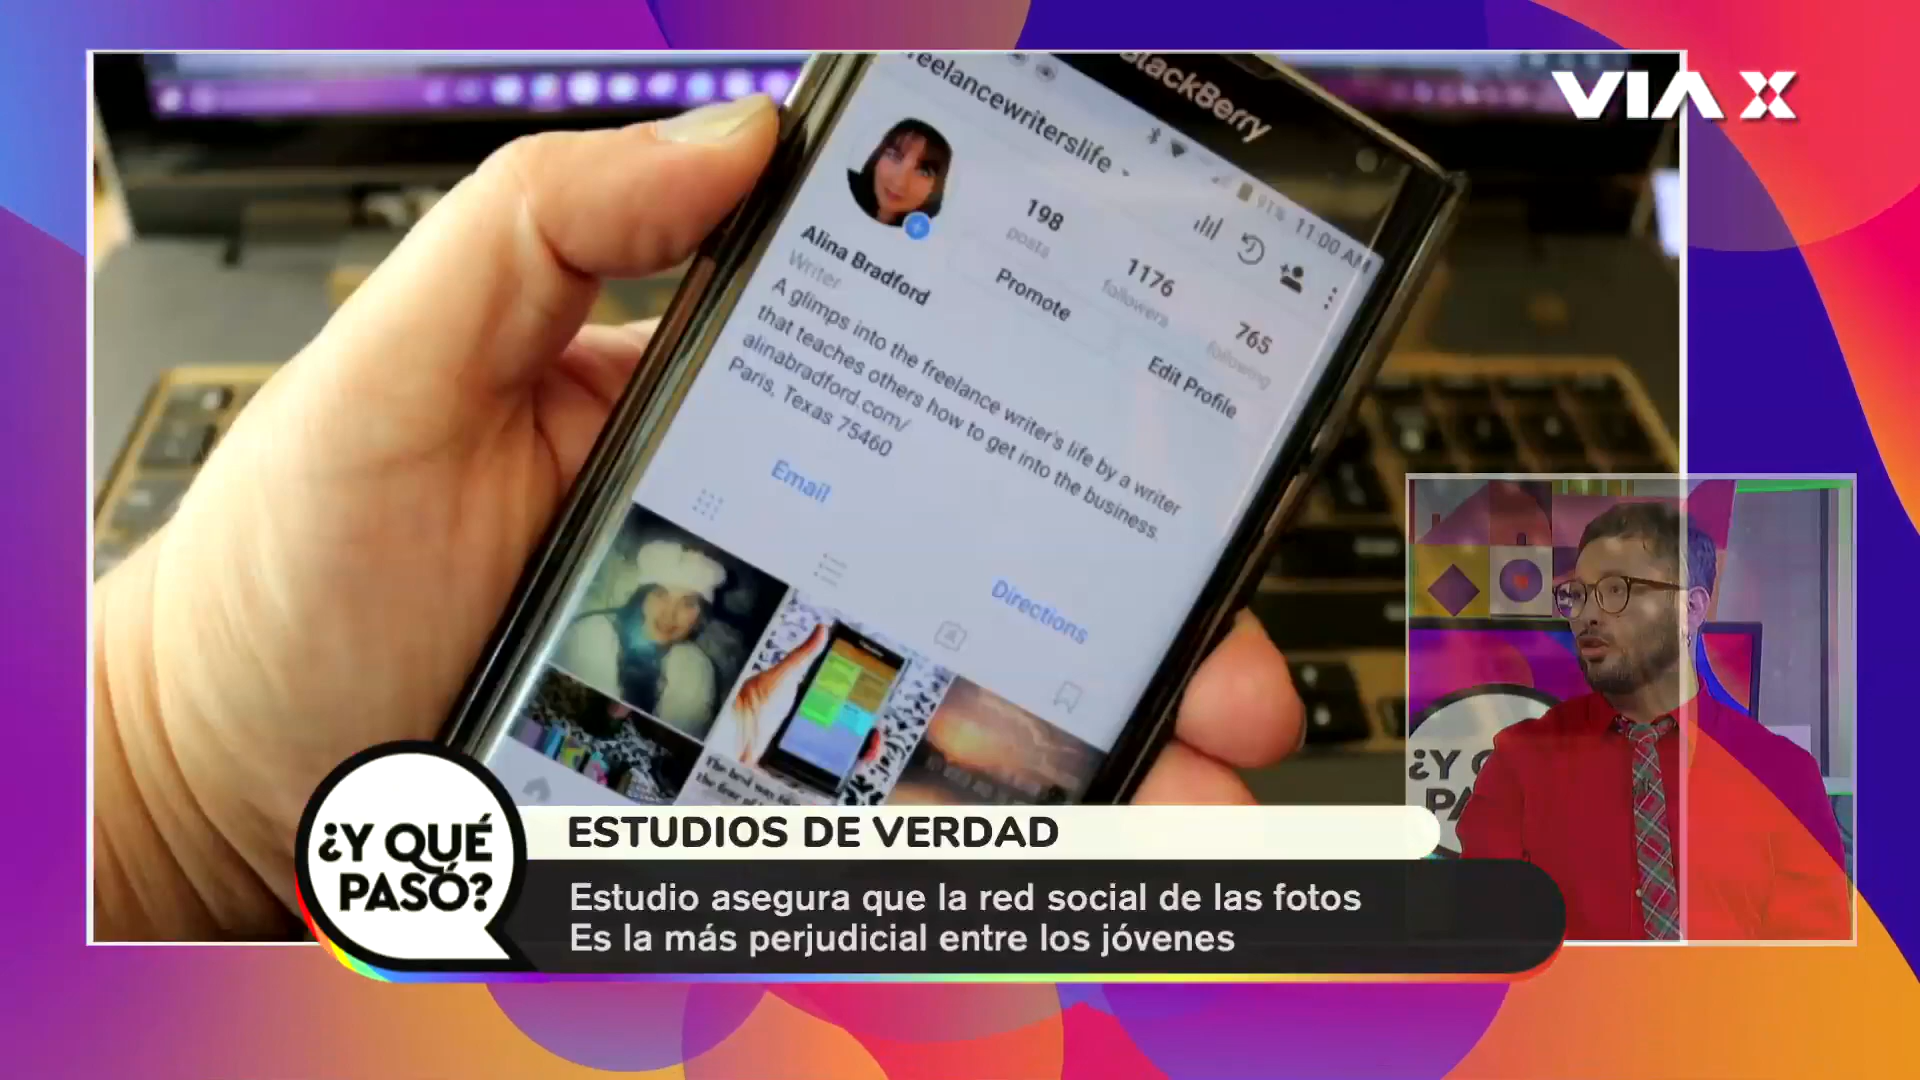 VIA X
BlackBerry
freelancewriterslife
91% 11:00 AM
198
posts
1176
followers
765
following
Promote
Edit Profile
Alina Bradford
Writer
A glimps into the freelance writer's life by a writer
that teaches others how to get into the business.
alinabradford.com/
Paris, Texas 75460
Email
Directions
¿Y QUÉ
PASÓ?
ESTUDIOS DE VERDAD
Estudio asegura que la red social de las fotos
Es la más perjudicial entre los jóvenes